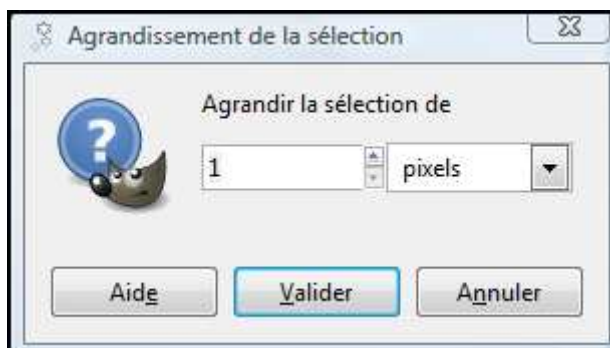 Agrandissement de la sélection
Agrandir la sélection de
1 pixels
Aide Valider Annuler